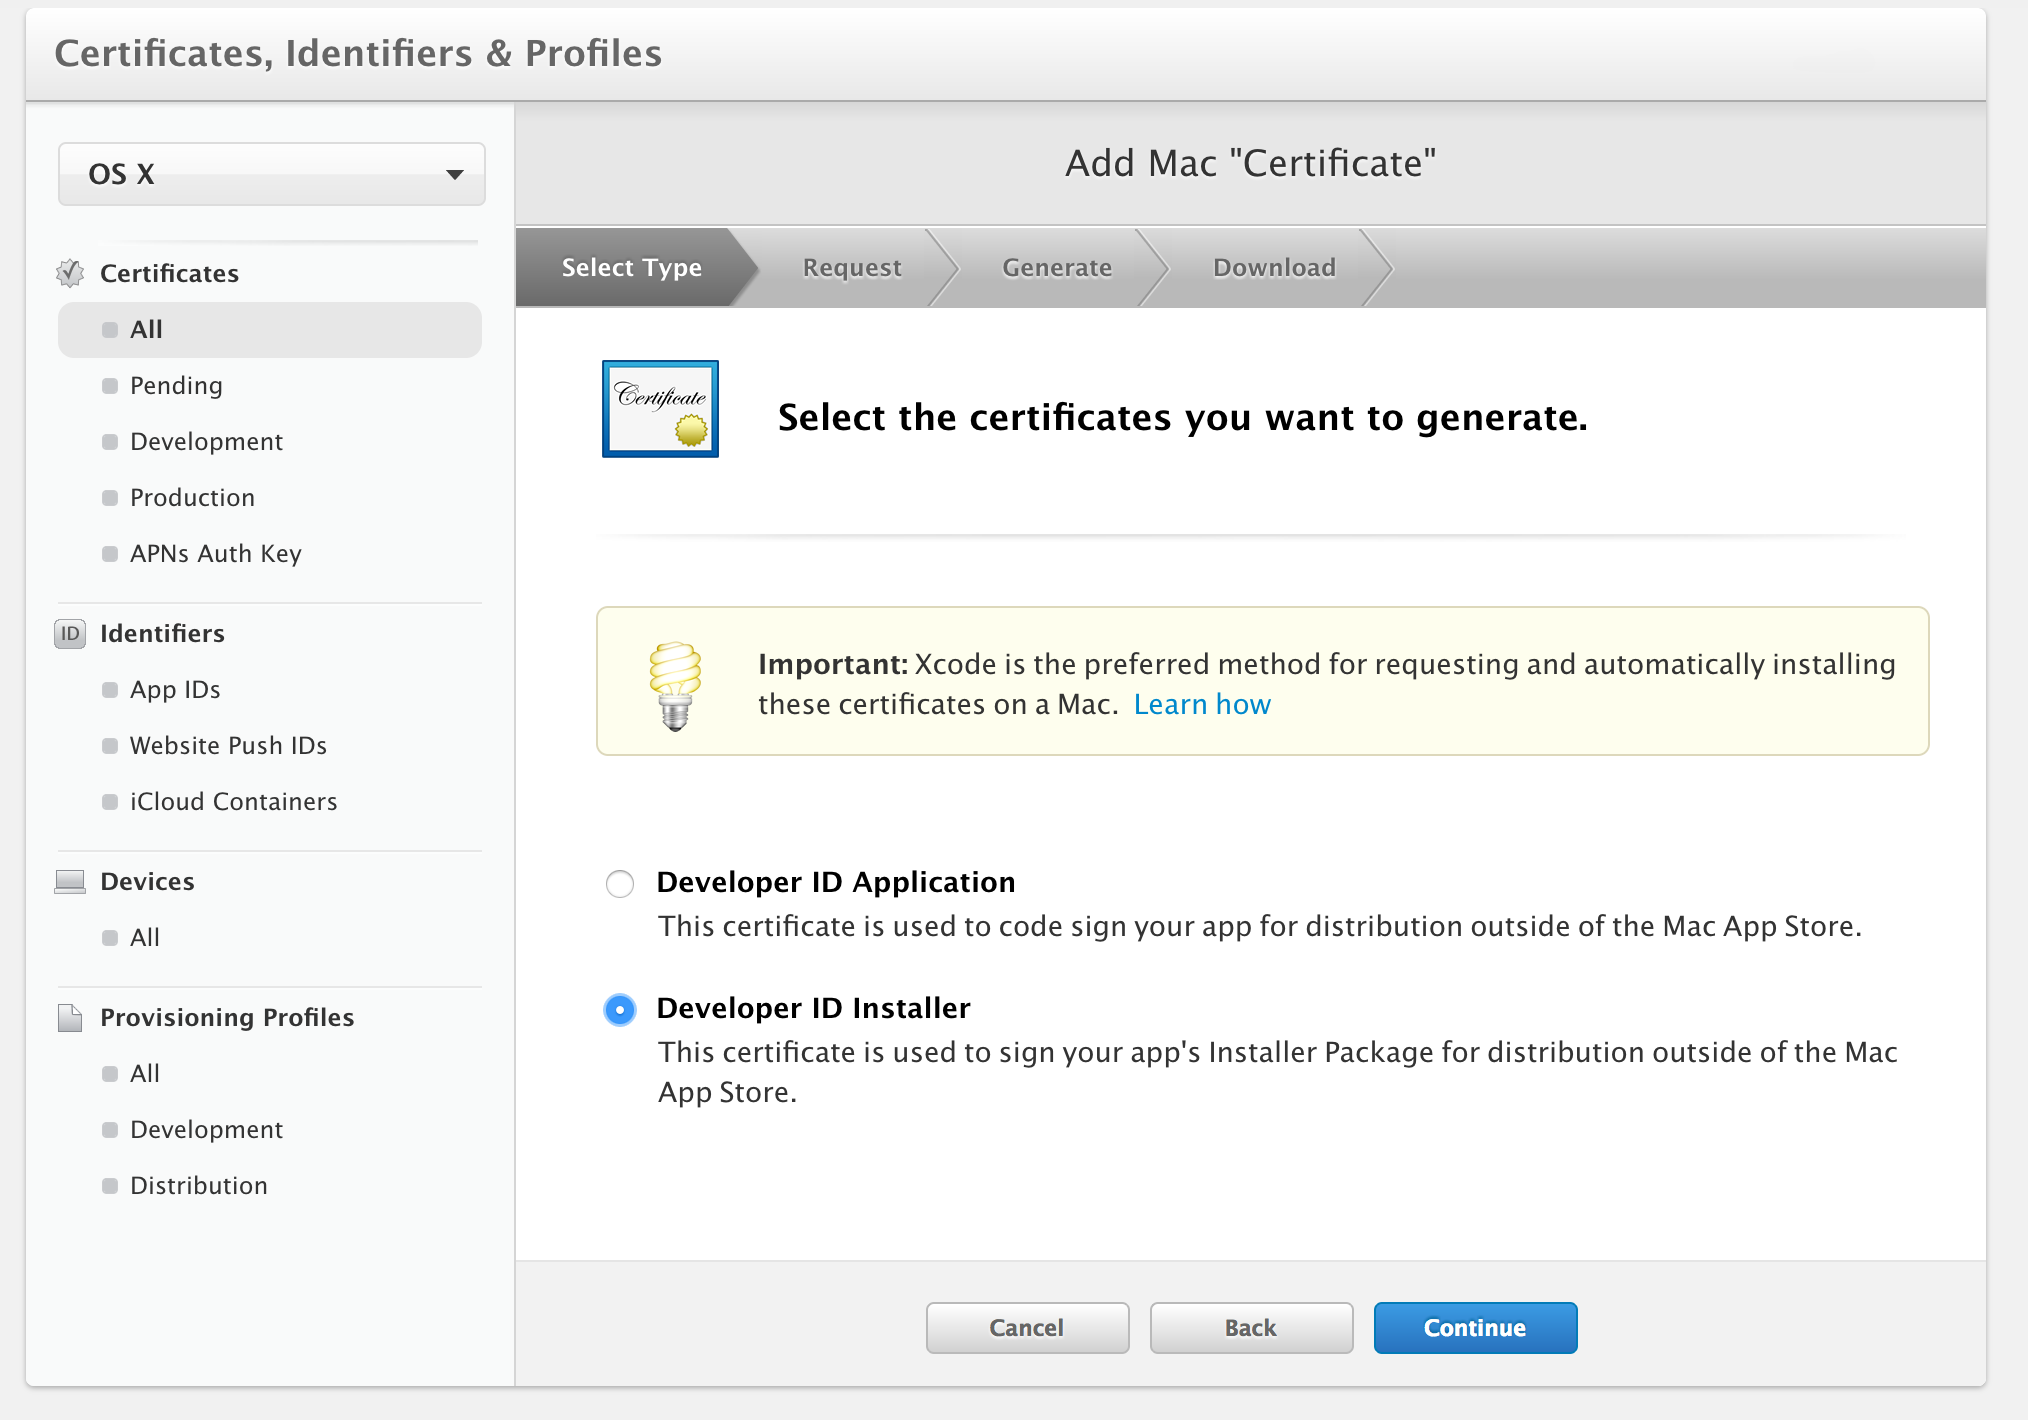 Certificates, Identifiers & Profiles
OS X
Certificates
All
Pending
Development
Production
APNs Auth Key
ID Identifiers
App IDs
Website Push IDs
iCloud Containers
Devices
All
Provisioning Profiles
All
Development
Distribution
Add Mac "Certificate"
Select Type Request Generate Download
Certificate
Select the certificates you want to generate.
Important: Xcode is the preferred method for requesting and automatically installing
these certificates on a Mac. Learn how
Developer ID Application
This certificate is used to code sign your app for distribution outside of the Mac App Store.
Developer ID Installer
This certificate is used to sign your app's Installer Package for distribution outside of the Mac
App Store.
Cancel Back Continue